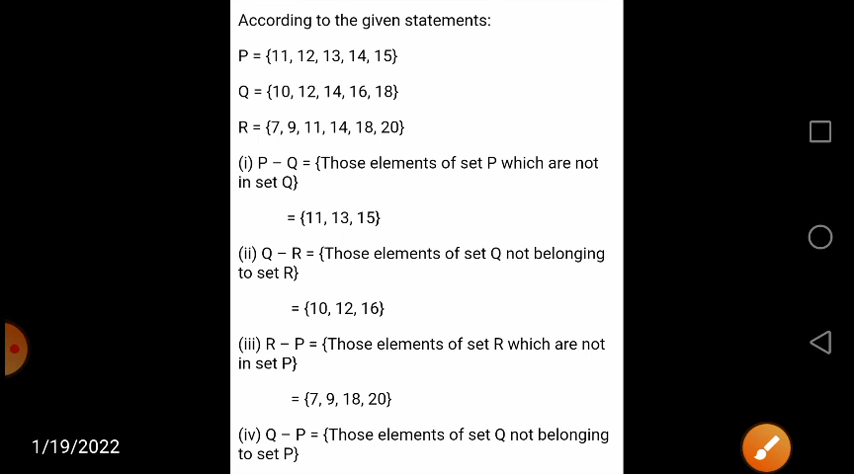 According to the given statements:
P = {11, 12, 13, 14, 15}
Q = {10, 12, 14, 16, 18}
R = {7, 9, 11, 14, 18, 20}
(i) P – Q = {Those elements of set P which are not
in set Q}
= {11, 13, 15}
(ii) Q – R = {Those elements of set Q not belonging
to set R}
= {10, 12, 16}
(iii) R – P = {Those elements of set R which are not
in set P}
= {7, 9, 18, 20}
(iv) Q – P = {Those elements of set Q not belonging
to set P}
1/19/2022